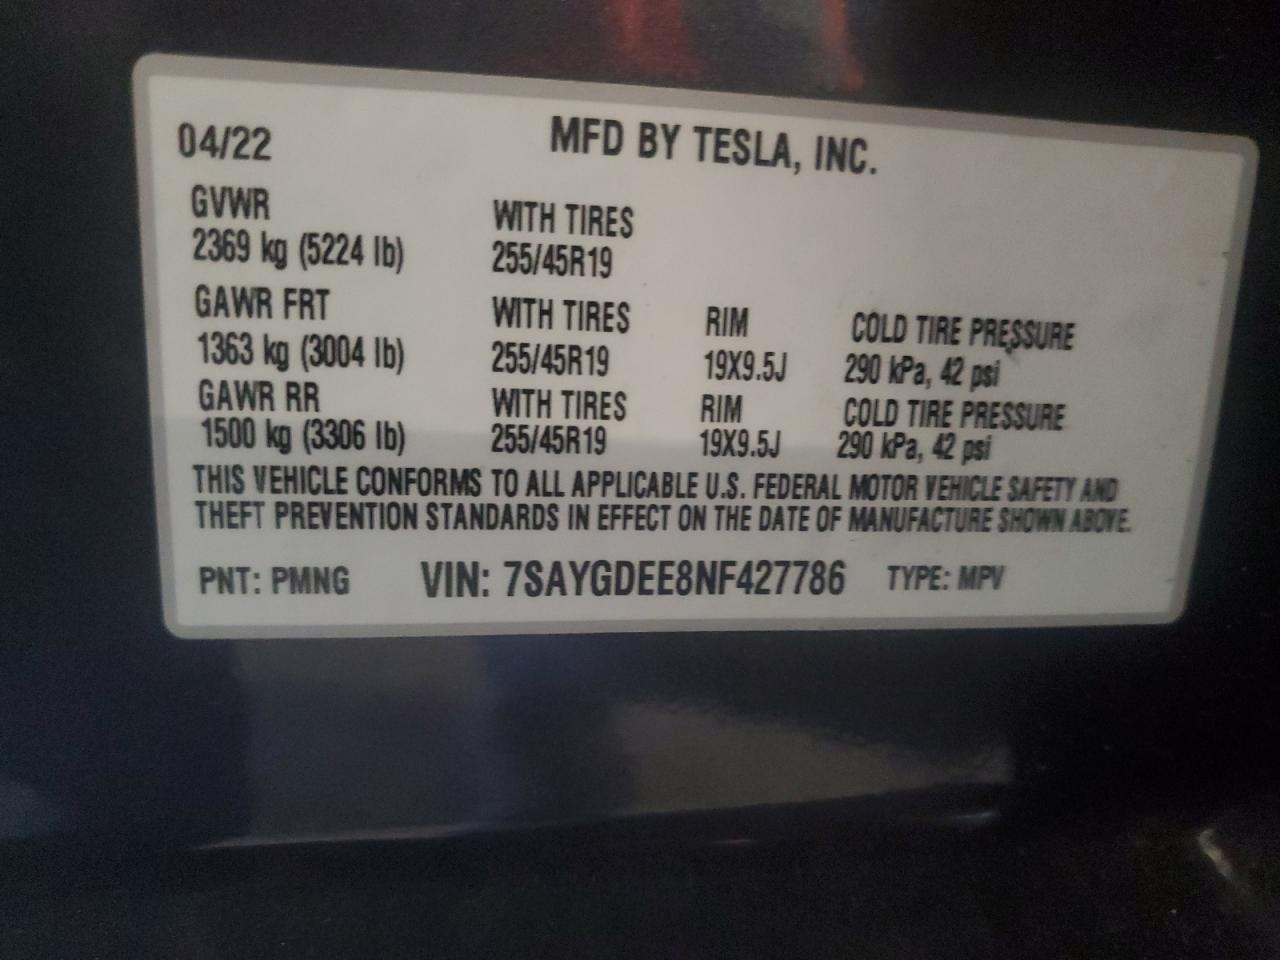 04/22 MFD BY TESLA, INC.
GVWR WITH TIRES
2369 kg (5224 lb) 255/45R19
GAWR FRT WITH TIRES RIM COLD TIRE PRESSURE
1363 kg (3004 lb) 255/45R19 19X9.5J 290 kPa, 42 psi
GAWR RR WITH TIRES RIM COLD TIRE PRESSURE
1500 kg (3306 lb) 255/45R19 19X9.5J 290 kPa, 42 psi
THIS VEHICLE CONFORMS TO ALL APPLICABLE U.S. FEDERAL MOTOR VEHICLE SAFETY AND
THEFT PREVENTION STANDARDS IN EFFECT ON THE DATE OF MANUFACTURE SHOWN ABOVE.
PNT: PMNG VIN: 7SAYGDEE8NF427786 TYPE: MPV